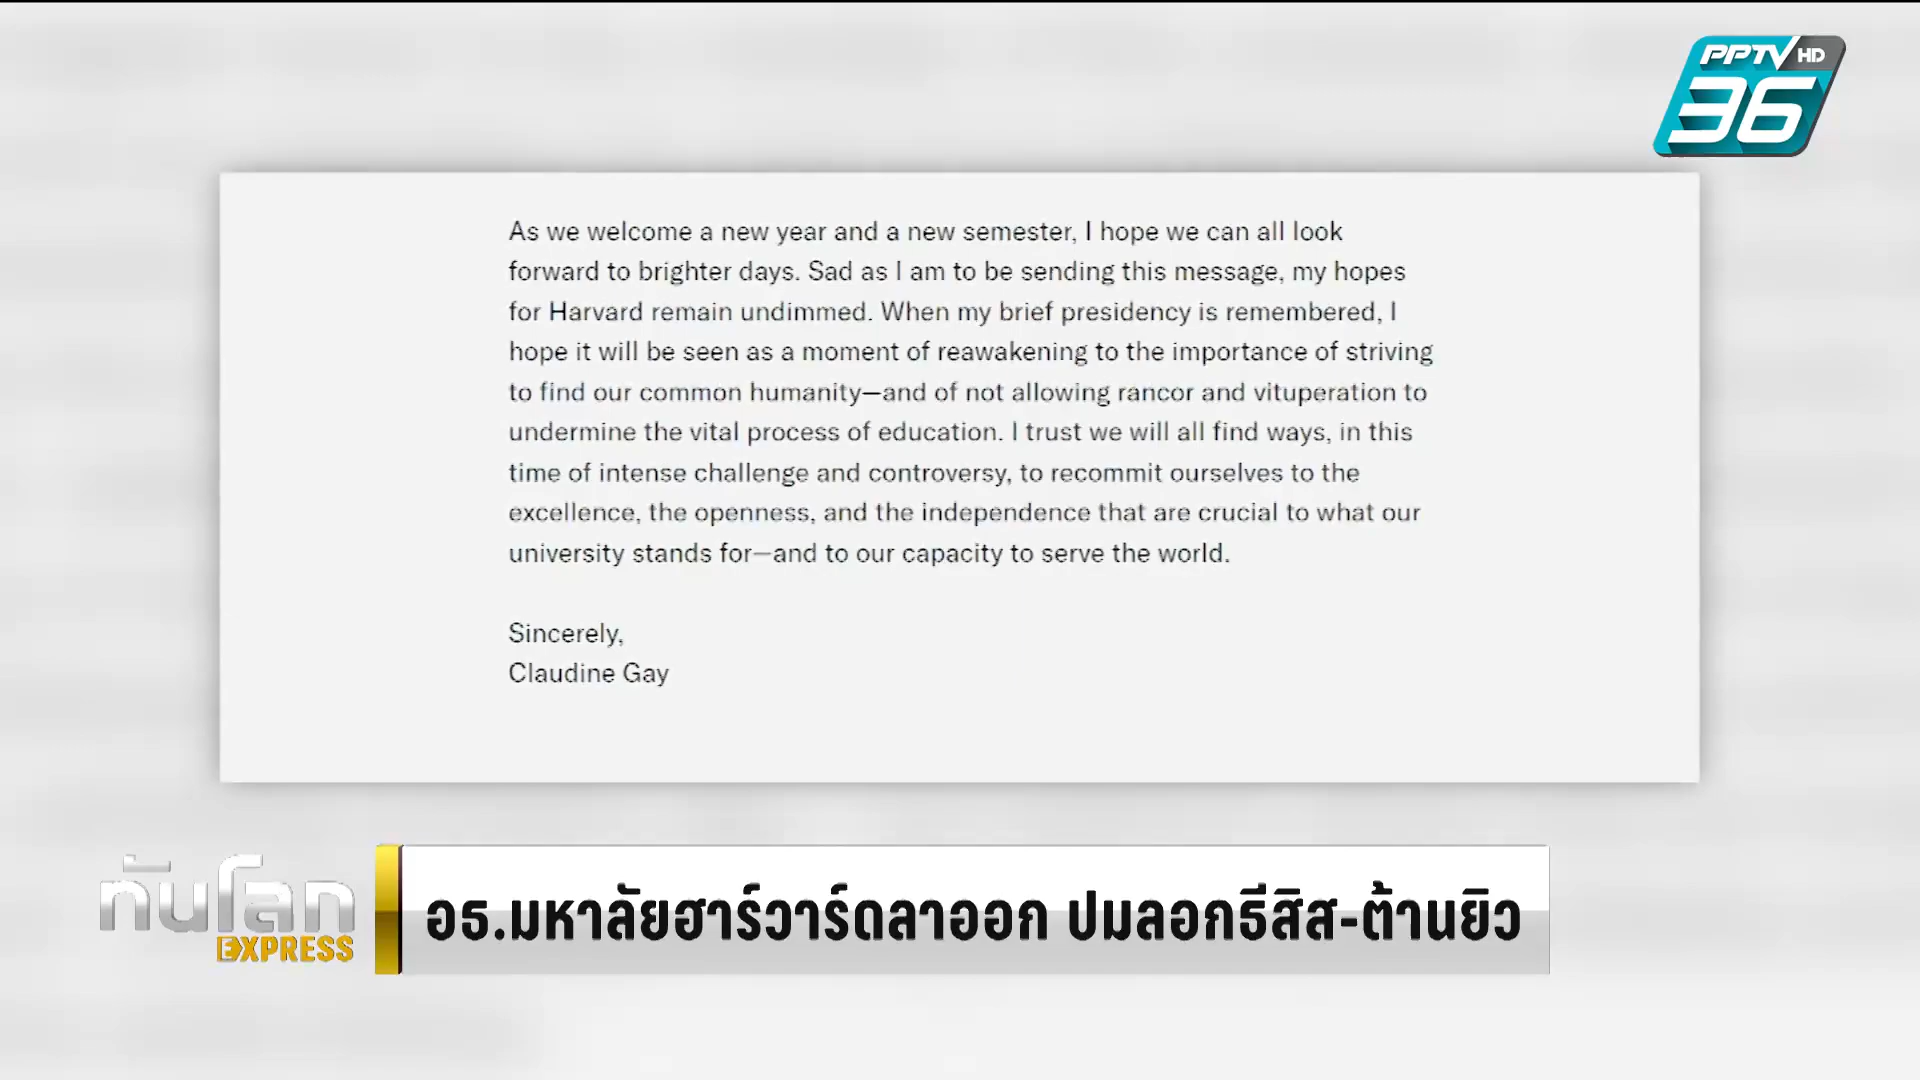 PPTV HD
36
As we welcome a new year and a new semester, I hope we can all look
forward to brighter days. Sad as I am to be sending this message, my hopes
for Harvard remain undimmed. When my brief presidency is remembered, I
hope it will be seen as a moment of reawakening to the importance of striving
to find our common humanity—and of not allowing rancor and vituperation to
undermine the vital process of education. I trust we will all find ways, in this
time of intense challenge and controversy, to recommit ourselves to the
excellence, the openness, and the independence that are crucial to what our
university stands for—and to our capacity to serve the world.
Sincerely,
Claudine Gay
ทันโลก
EXPRESS
อธ.มหาลัยฮาร์วาร์ดลาออก ปมลอกธีสิส-ต้านยิว